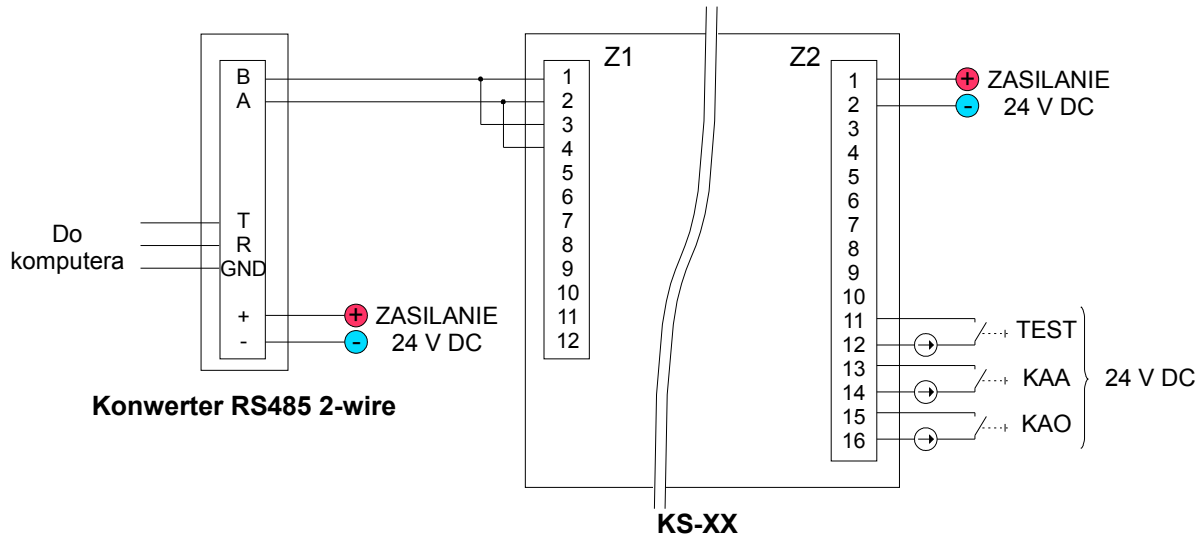 B
A
T
R
GND
+
-
Do
komputera
+ ZASILANIE
- 24 V DC
Konwerter RS485 2-wire
Z1
1
2
3
4
5
6
7
8
9
10
11
12
Z2
1
2
3
4
5
6
7
8
9
10
11
12
13
14
15
16
+ ZASILANIE
- 24 V DC
TEST
KAA
KAO
24 V DC
KS-XX